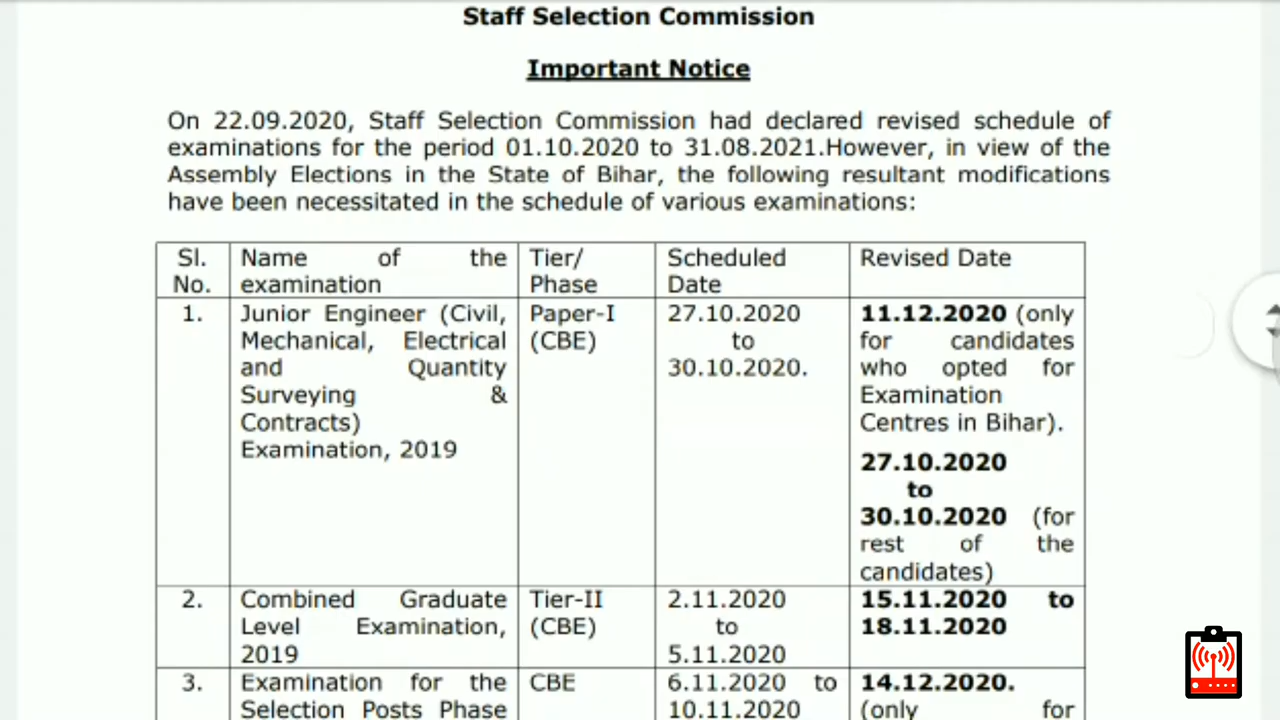 Staff Selection Commission
Important Notice
On 22.09.2020, Staff Selection Commission had declared revised schedule of
examinations for the period 01.10.2020 to 31.08.2021.However, in view of the
Assembly Elections in the State of Bihar, the following resultant modifications
have been necessitated in the schedule of various examinations:
Sl. No.
Name of the examination
Tier/ Phase
Scheduled Date
Revised Date
1.
Junior Engineer (Civil,
Mechanical, Electrical
and Quantity
Surveying &
Contracts)
Examination, 2019
Paper-I
(CBE)
27.10.2020
to
30.10.2020.
11.12.2020 (only
for candidates
who opted for
Examination
Centres in Bihar).
27.10.2020
to
30.10.2020 (for
rest of the
candidates)
2.
Combined Graduate
Level Examination,
2019
Tier-II
(CBE)
2.11.2020
to
5.11.2020
15.11.2020 to
18.11.2020
3.
Examination for the
Selection Posts Phase
CBE
6.11.2020 to
10.11.2020
14.12.2020.
(only for